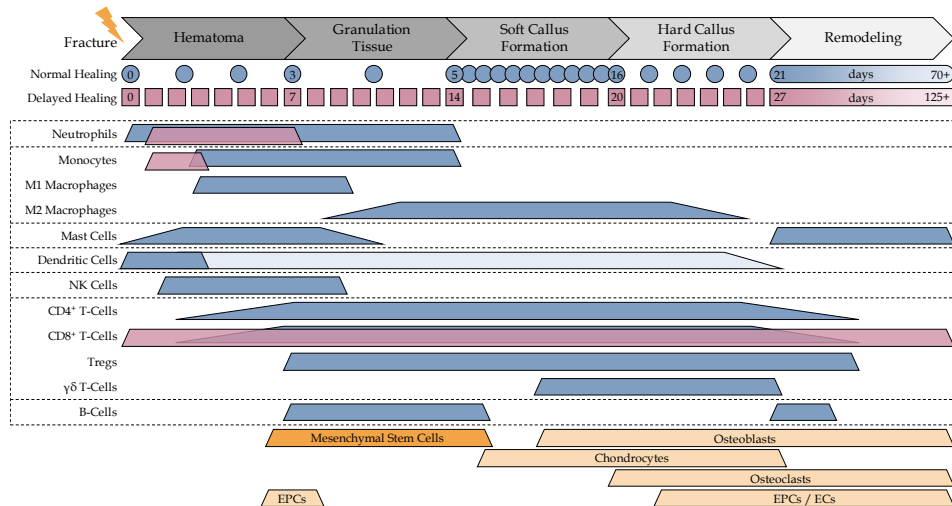 Fracture
Hematoma
Granulation
Tissue
Soft Callus
Formation
Hard Callus
Formation
Remodeling
Normal Healing
0
3
5
16
21
days
70+
Delayed Healing
0
7
14
20
27
days
125+
Neutrophils
Monocytes
M1 Macrophages
M2 Macrophages
Mast Cells
Dendritic Cells
NK Cells
CD4⁺ T-Cells
CD8⁺ T-Cells
Tregs
γδ T-Cells
B-Cells
Mesenchymal Stem Cells
Osteoblasts
Chondrocytes
Osteoclasts
EPCs
EPCs / ECs